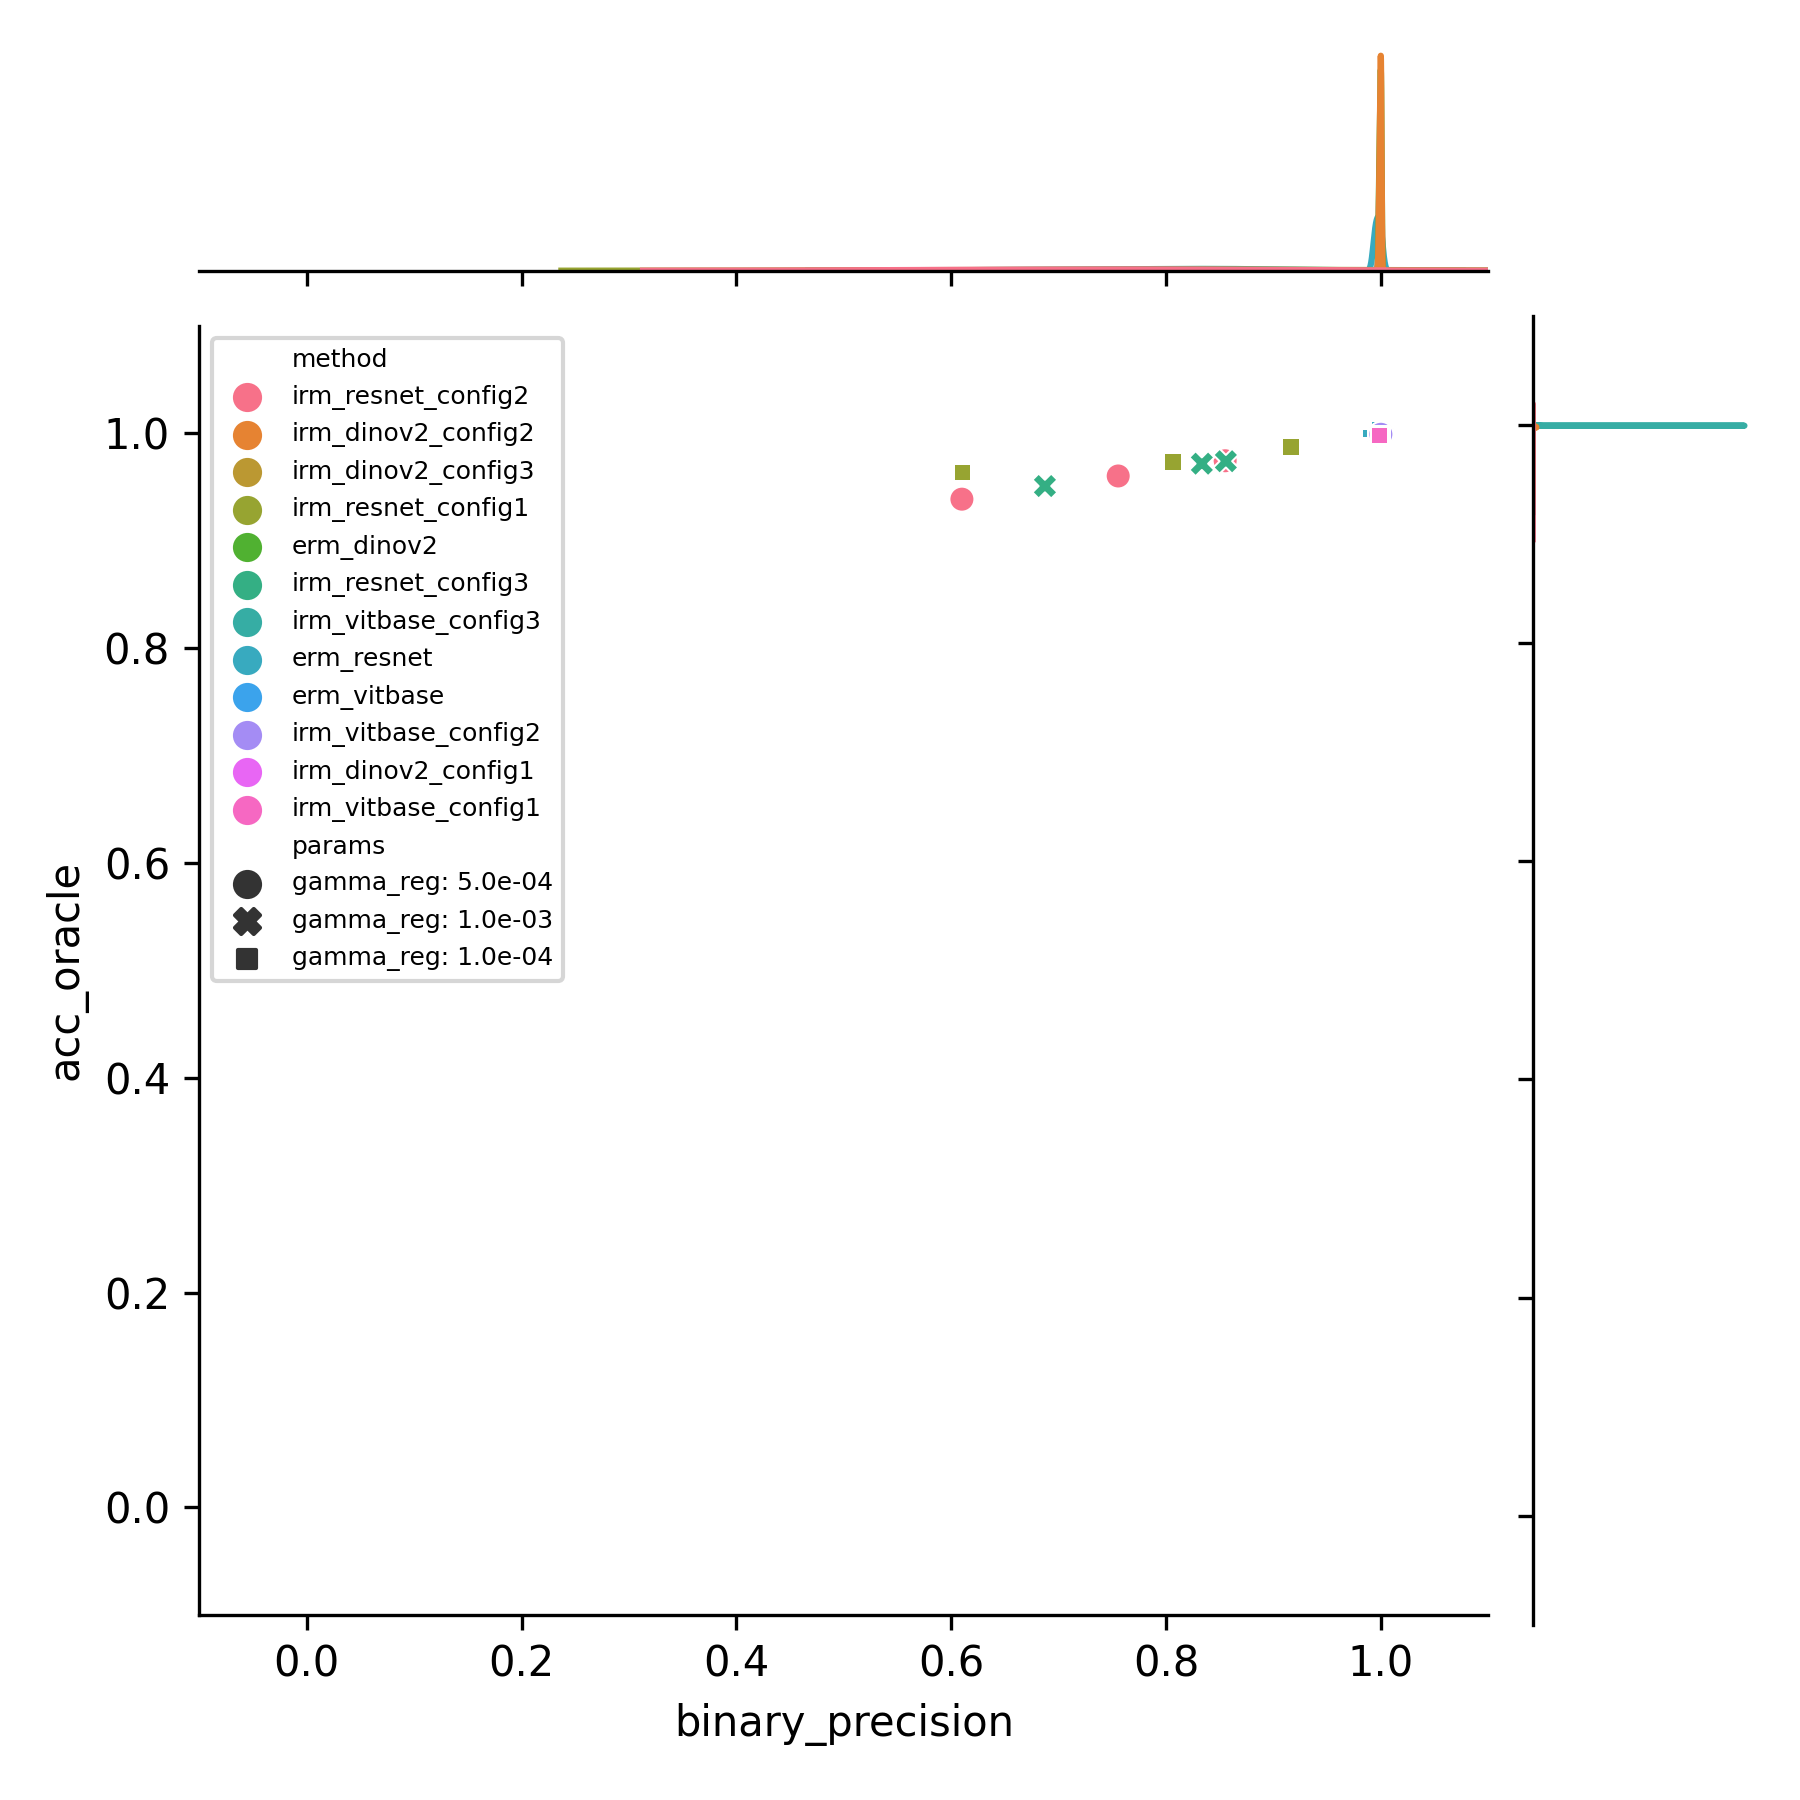 method
irm_resnet_config2
irm_dinov2_config2
irm_dinov2_config3
irm_resnet_config1
erm_dinov2
irm_resnet_config3
irm_vitbase_config3
erm_resnet
erm_vitbase
irm_vitbase_config2
irm_dinov2_config1
irm_vitbase_config1
params
gamma_reg: 5.0e-04
gamma_reg: 1.0e-03
gamma_reg: 1.0e-04
1.0
0.8
0.6
0.4
0.2
0.0
acc_oracle
0.0 0.2 0.4 0.6 0.8 1.0
binary_precision